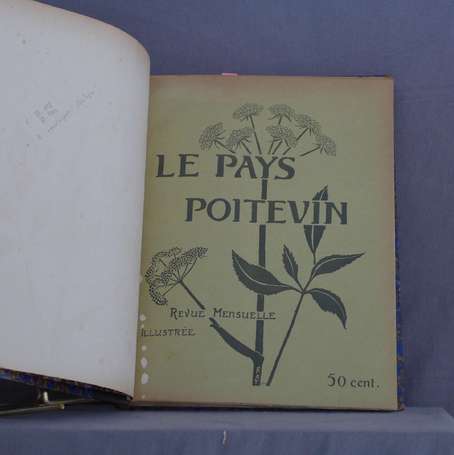 LE PAYS
POITEVIN
REVUE MENSUELLE
ILLUSTRÉE
50 cent.